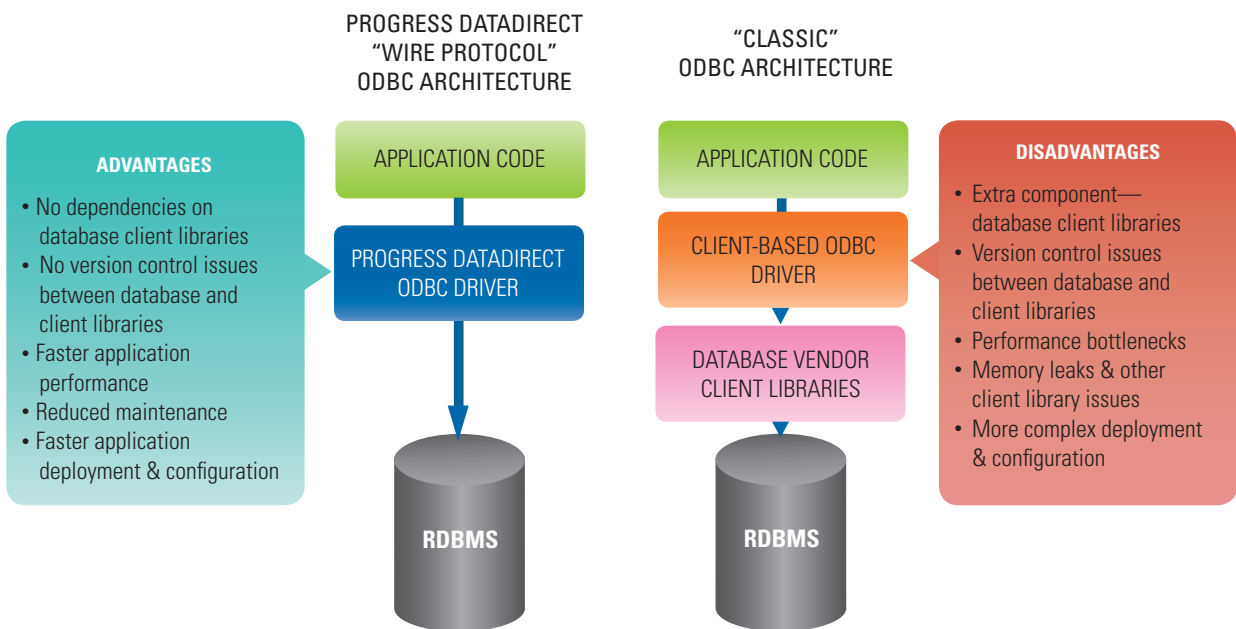 PROGRESS DATADIRECT
“WIRE PROTOCOL”
ODBC ARCHITECTURE
“CLASSIC”
ODBC ARCHITECTURE
ADVANTAGES
• No dependencies on
database client libraries
• No version control issues
between database and
client libraries
• Faster application
performance
• Reduced maintenance
• Faster application
deployment & configuration
APPLICATION CODE
PROGRESS DATADIRECT
ODBC DRIVER
RDBMS
APPLICATION CODE
CLIENT-BASED ODBC
DRIVER
DATABASE VENDOR
CLIENT LIBRARIES
RDBMS
DISADVANTAGES
• Extra component—
database client libraries
• Version control issues
between database and
client libraries
• Performance bottlenecks
• Memory leaks & other
client library issues
• More complex deployment
& configuration